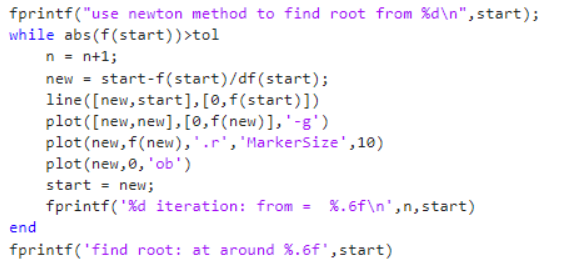 fprintf("use newton method to find root from %d\n",start);
while abs(f(start))>tol
    n = n+1;
    new = start-f(start)/df(start);
    line([new,start],[0,f(start)])
    plot([new,new],[0,f(new)],'-g')
    plot(new,f(new),'.r','MarkerSize',10)
    plot(new,0,'ob')
    start = new;
    fprintf('%d iteration: from =  %.6f\n',n,start)
end
fprintf('find root: at around %.6f',start)